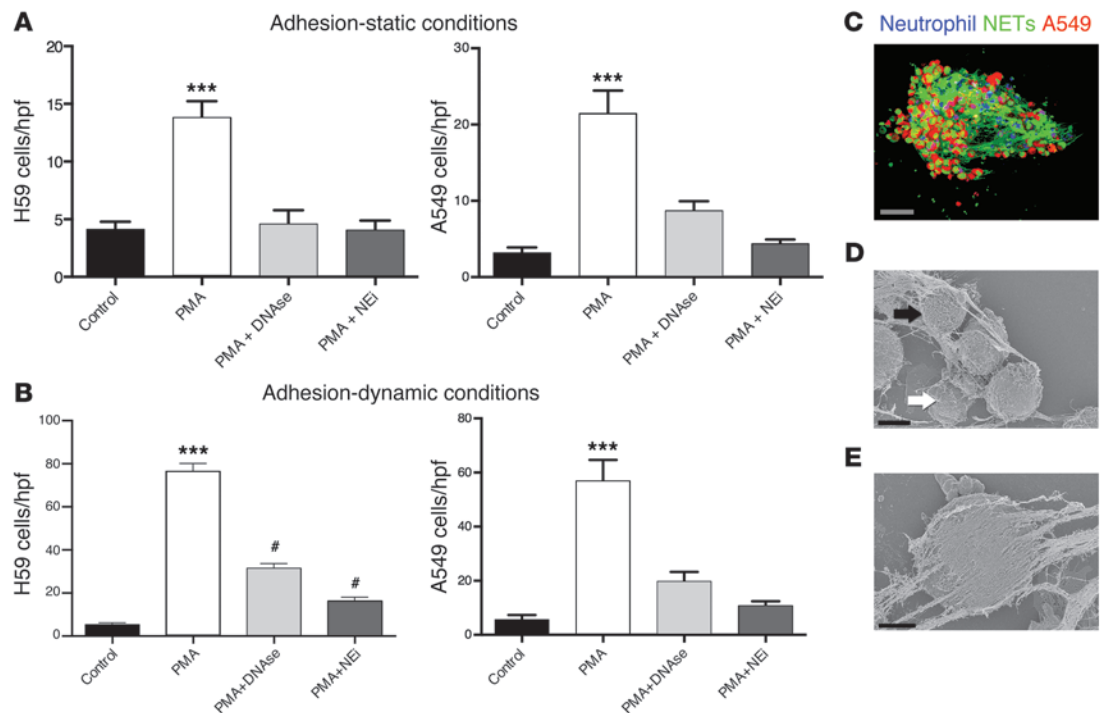 A
Adhesion-static conditions
H59 cells/hpf
20
15
10
5
0
***
Control
PMA
PMA + DNAse
PMA + NEi
A549 cells/hpf
30
20
10
0
***
Control
PMA
PMA + DNAse
PMA + NEi
B
Adhesion-dynamic conditions
H59 cells/hpf
100
80
60
40
20
0
***
#
#
Control
PMA
PMA+DNAse
PMA+NEi
A549 cells/hpf
80
60
40
20
0
***
Control
PMA
PMA+DNAse
PMA+NEi
C
Neutrophil NETs A549
D
E